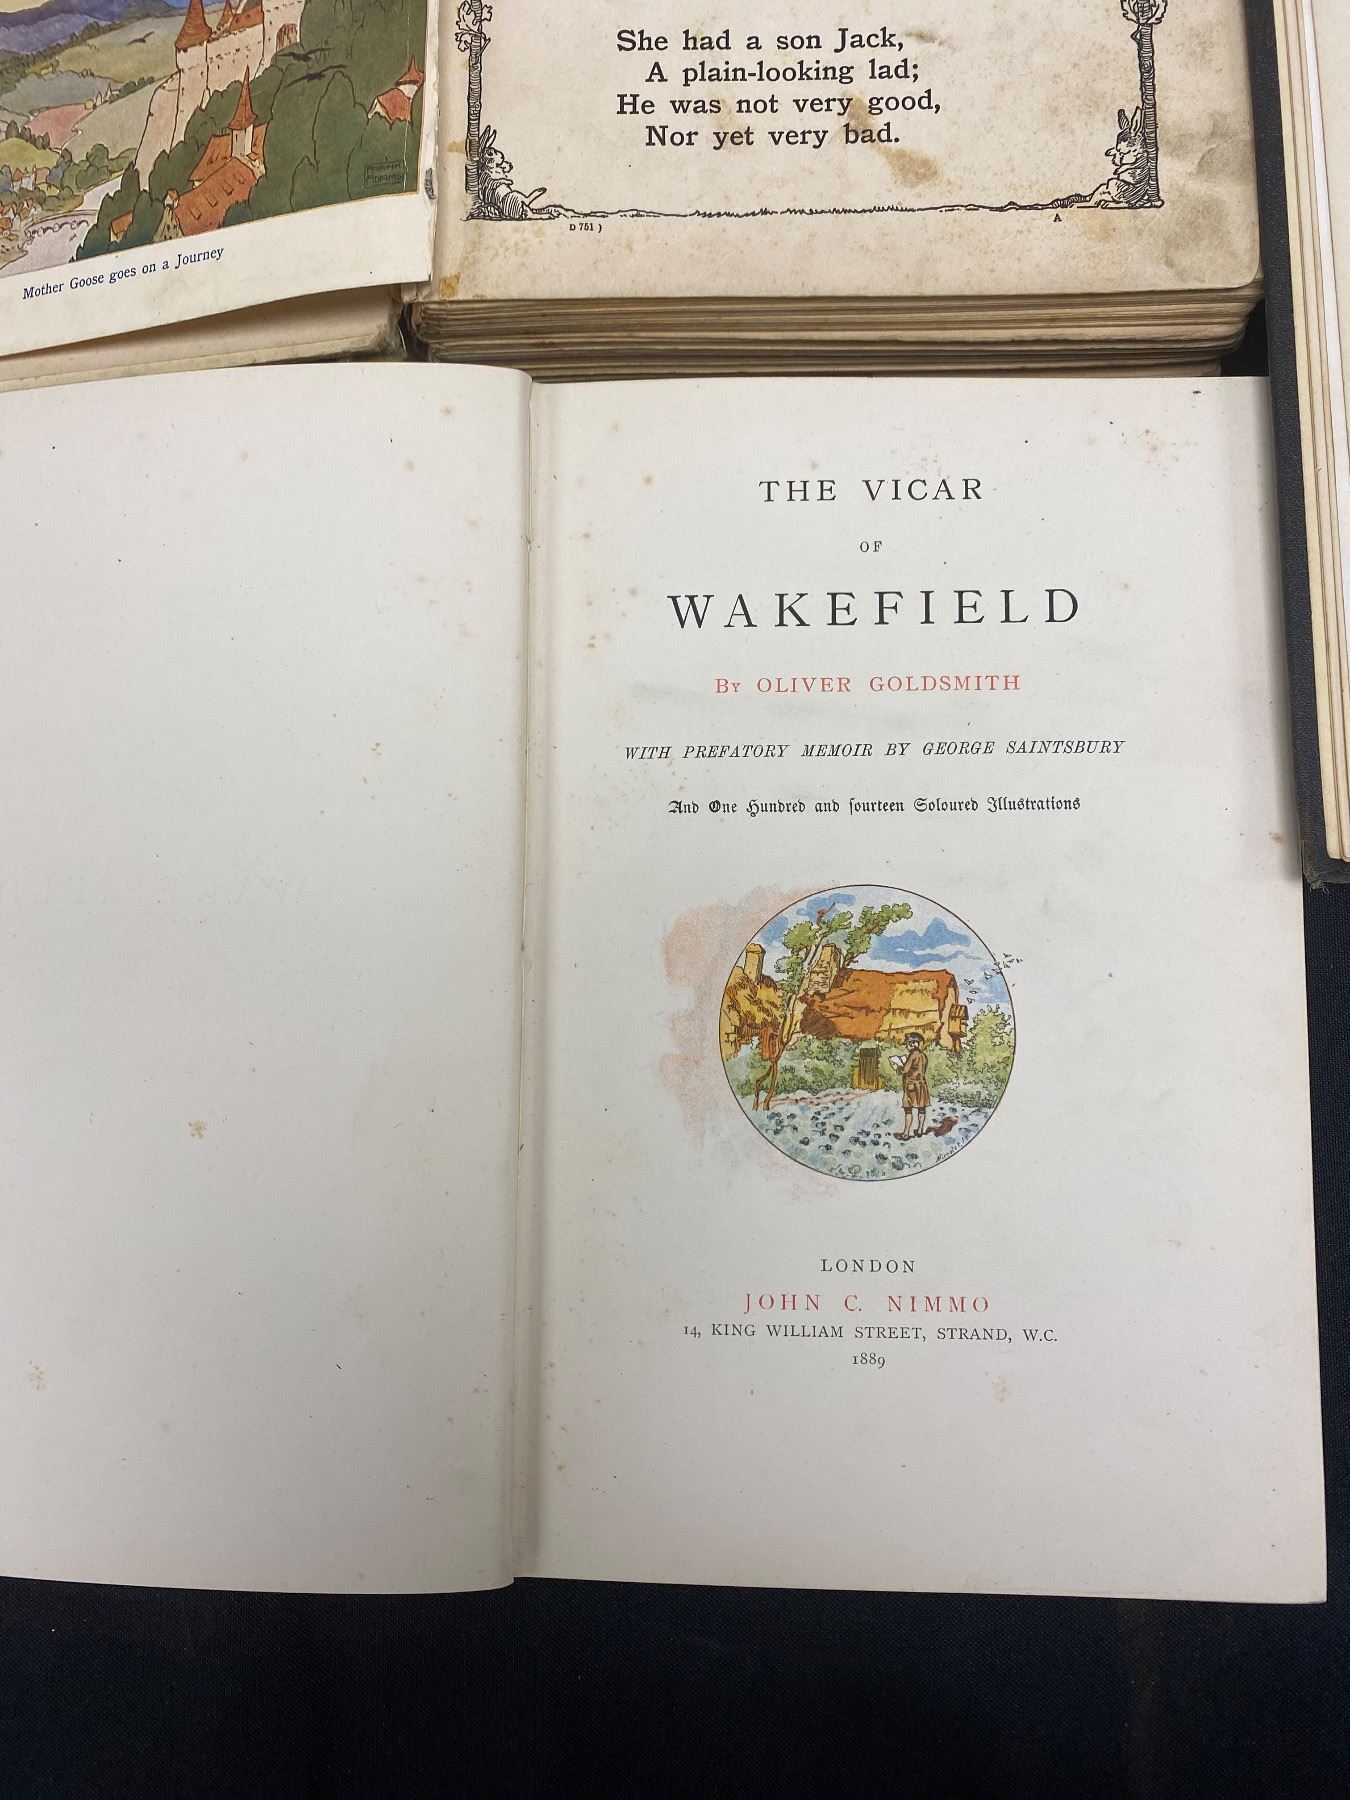 She had a son Jack,
A plain-looking lad;
He was not very good,
Nor yet very bad.
D 751 )
A
FRANK
ADAMS
Mother Goose goes on a Journey
THE VICAR
OF
WAKEFIELD
By OLIVER GOLDSMITH
WITH PREFATORY MEMOIR BY GEORGE SAINTSBURY
And One Hundred and fourteen Coloured Illustrations
LONDON
JOHN C. NIMMO
14, KING WILLIAM STREET, STRAND, W.C.
1889